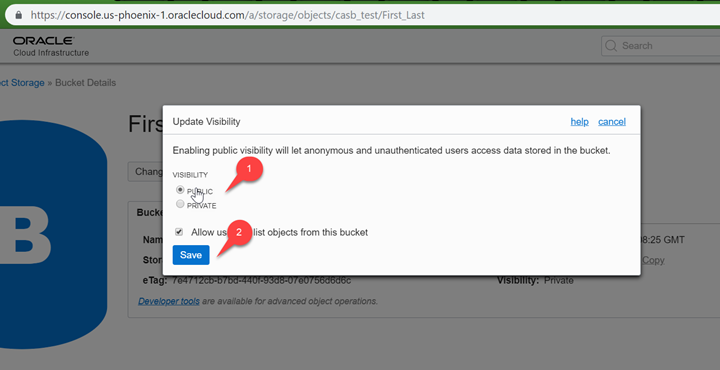 https://console.us-phoenix-1.oraclecloud.com/a/storage/objects/casb_test/First_Last
ORACLE
Cloud Infrastructure
Search
ct Storage » Bucket Details
Firs
Update Visibility
help cancel
Enabling public visibility will let anonymous and unauthenticated users access data stored in the bucket.
VISIBILITY
1
PUBLIC
PRIVATE
Allow us list objects from this bucket
2
Save
Chang
Bucke
Nam
08:25 GMT
Stor
Copy
eTag: 7e4712cb-b7bd-440f-93d8-07e0756d6d6c
Visibility: Private
Developer tools are available for advanced object operations.
B